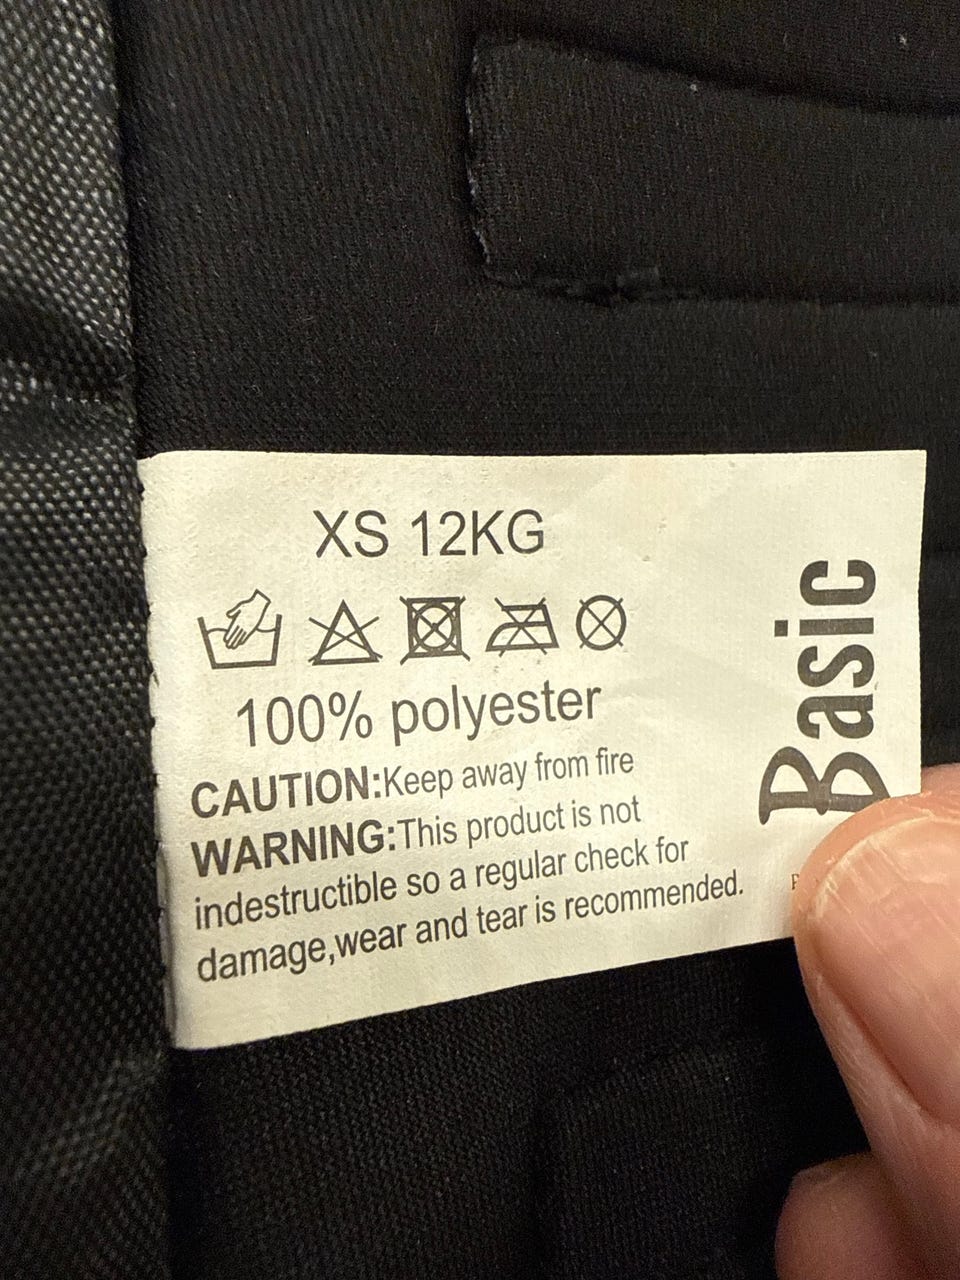 XS 12KG
100% polyester
CAUTION:Keep away from fire
WARNING:This product is not
indestructible so a regular check for
damage,wear and tear is recommended.
Basic